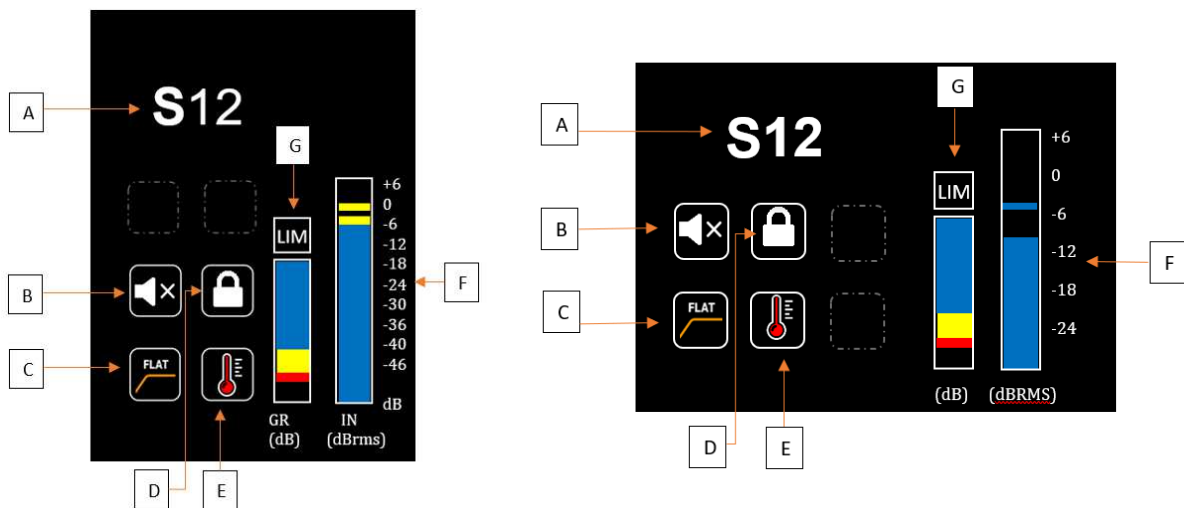 A
S12
G
LIM
+6
0
-6
-12
-18
-24
-30
-36
-40
-46
dB
F
B
C
FLAT
GR
(dB)
IN
(dBrms)
D
E
A
S12
G
LIM
+6
0
-6
-12
-18
-24
F
B
C
FLAT
(dB)
(dBRMS)
D
E